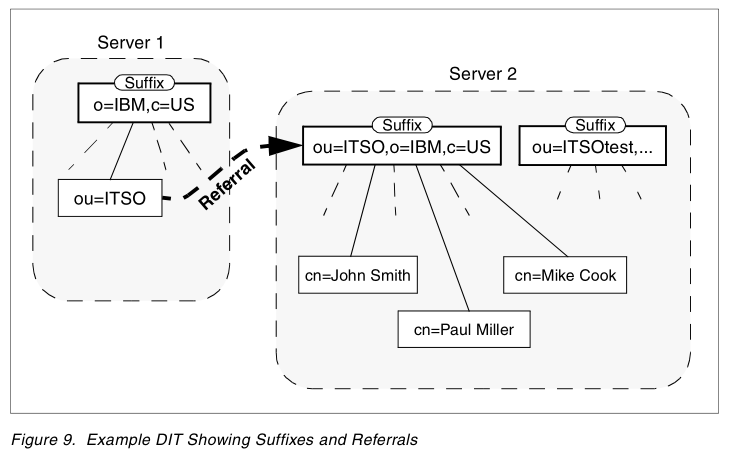 Server 1
Suffix
o=IBM,c=US
ou=ITSO
Referral
Server 2
Suffix
ou=ITSO,o=IBM,c=US
Suffix
ou=ITSOtest,...
cn=John Smith
cn=Mike Cook
cn=Paul Miller
Figure 9. Example DIT Showing Suffixes and Referrals